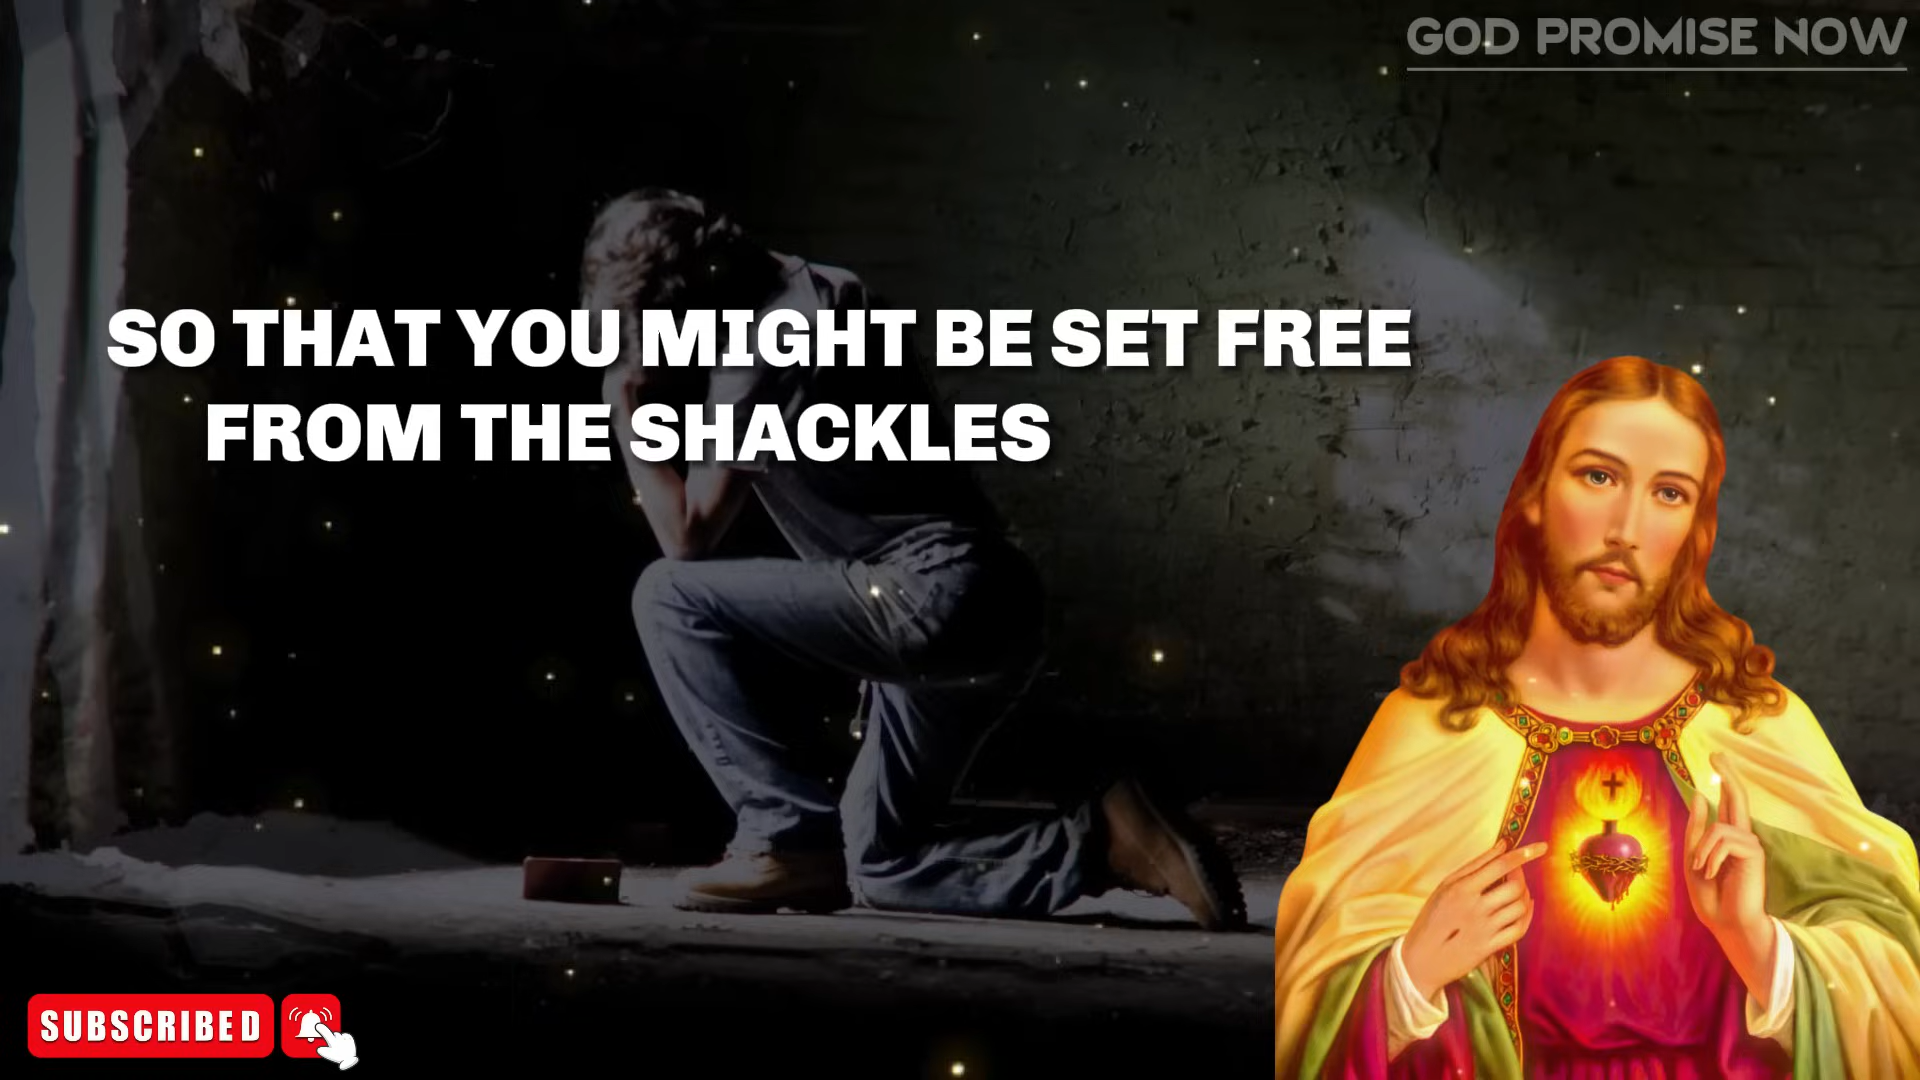 GOD PROMISE NOW
SO THAT YOU MIGHT BE SET FREE
FROM THE SHACKLES
SUBSCRIBED